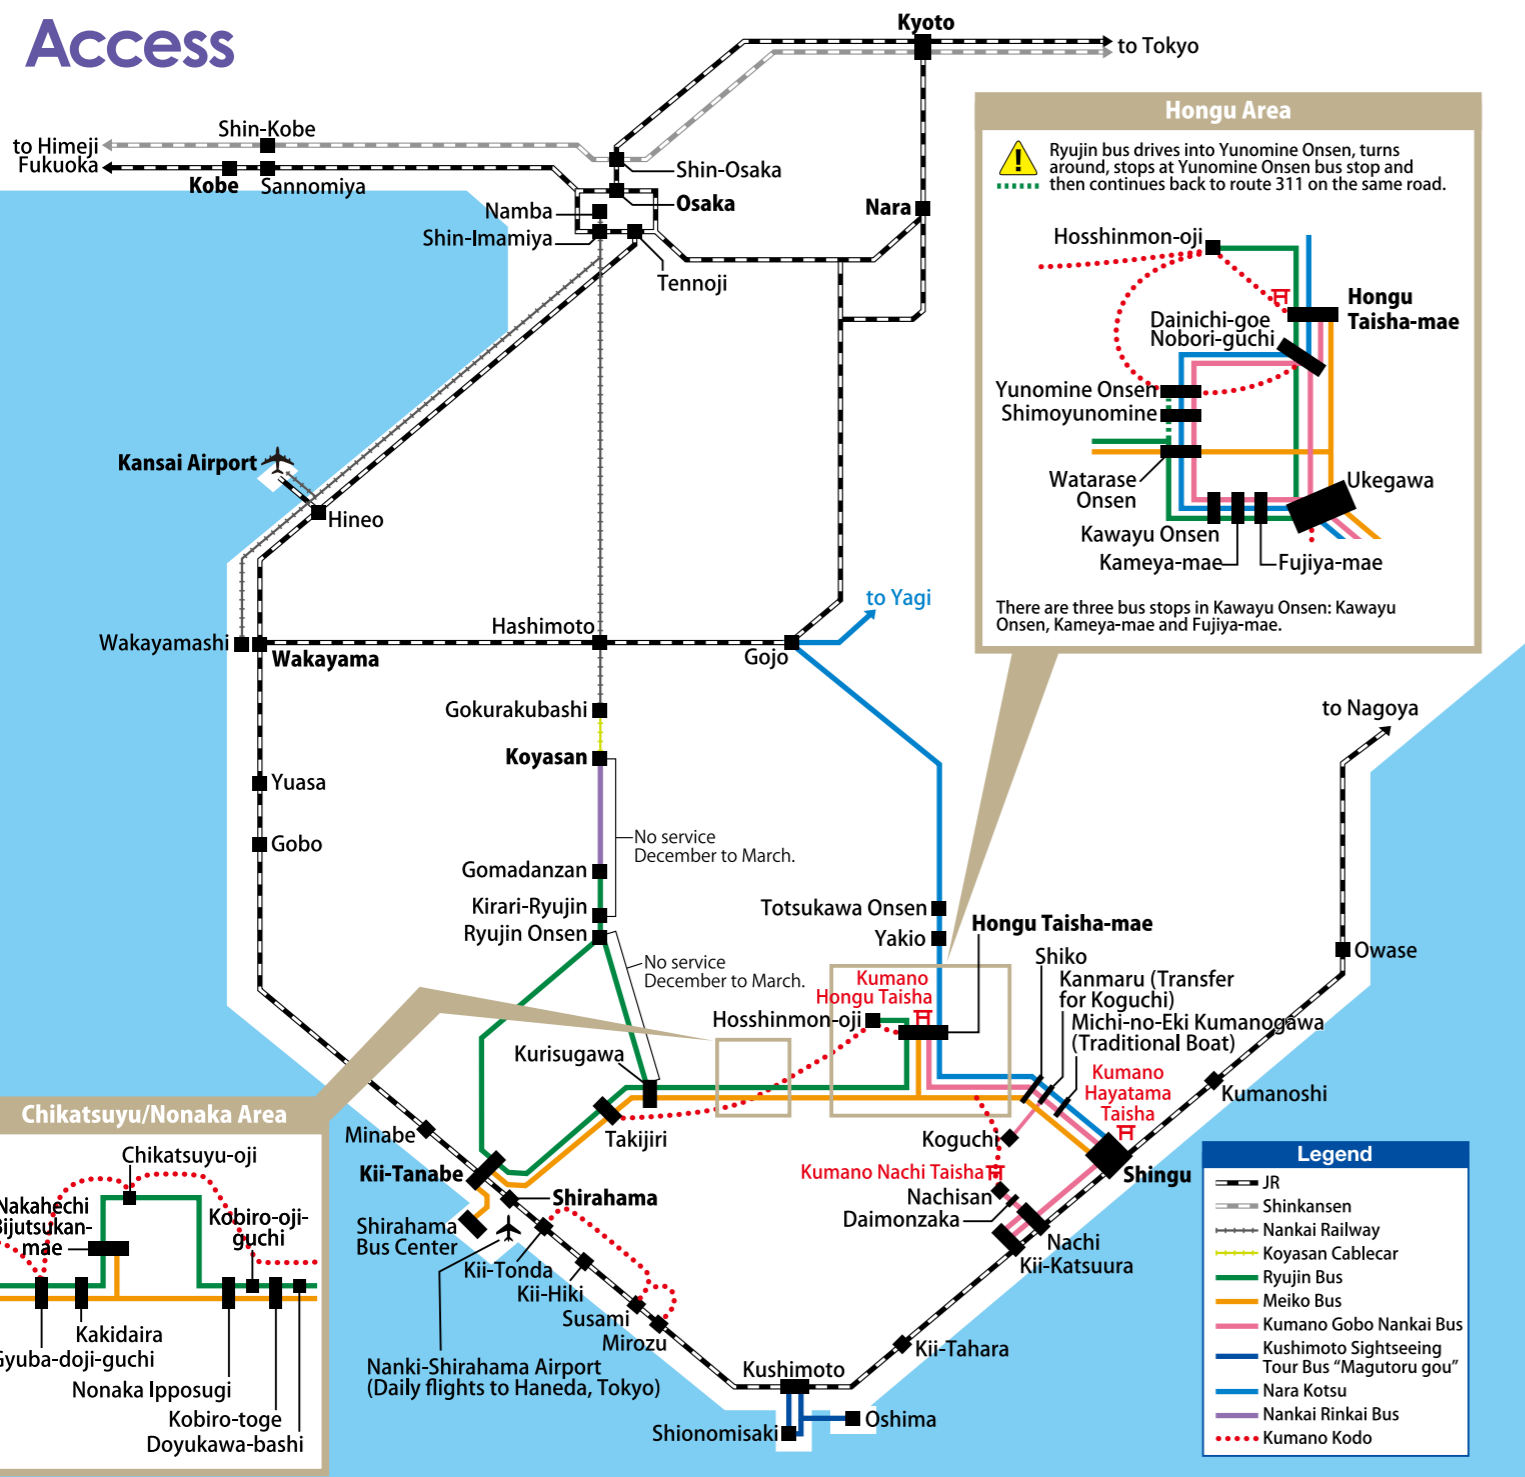 Access
Kyoto
to Tokyo
Shin-Kobe
to Himeji
Fukuoka
Kobe
Sannomiya
Shin-Osaka
Osaka
Namba
Shin-Imamiya
Tennoji
Nara
Hongu Area
Ryujin bus drives into Yunomine Onsen, turns
around, stops at Yunomine Onsen bus stop and
then continues back to route 311 on the same road.
Hosshinmon-oji
Hongu
Taisha-mae
Dainichi-goe
Nobori-guchi
Yunomine Onsen
Shimoyunomine
Watarase
Onsen
Ukegawa
Kawayu Onsen
Kameya-mae
Fujiya-mae
There are three bus stops in Kawayu Onsen: Kawayu
Onsen, Kameya-mae and Fujiya-mae.
Kansai Airport
Hineo
to Yagi
Hashimoto
Wakayamashi
Wakayama
Gojo
Gokurakubashi
Koyasan
to Nagoya
Yuasa
Gobo
No service
December to March.
Gomadanzan
Kirari-Ryujin
Ryujin Onsen
No service
December to March.
Totsukawa Onsen
Yakio
Hongu Taisha-mae
Kumano
Hongu Taisha
Hosshinmon-oji
Shiko
Kanmaru (Transfer
for Koguchi)
Michi-no-Eki Kumanogawa
(Traditional Boat)
Kumano
Hayatama
Taisha
Owase
Kumanoshi
Kurisugawa
Takijiri
Koguchi
Kumano Nachi Taisha
Nachisan
Daimonzaka
Shingu
Nachi
Kii-Katsuura
Minabe
Kii-Tanabe
Shirahama
Shirahama
Bus Center
Kii-Tonda
Kii-Hiki
Susami
Mirozu
Nanki-Shirahama Airport
(Daily flights to Haneda, Tokyo)
Kushimoto
Kii-Tahara
Shionomisaki
Oshima
Chikatsuyu/Nonaka Area
Chikatsuyu-oji
Nakahechi
Bijutsukan-
mae
Kobiro-oji-
guchi
Kakidaira
Gyuba-doji-guchi
Nonaka Ipposugi
Kobiro-toge
Doyukawa-bashi
Legend
JR
Shinkansen
Nankai Railway
Koyasan Cablecar
Ryujin Bus
Meiko Bus
Kumano Gobo Nankai Bus
Kushimoto Sightseeing
Tour Bus “Magutoru gou”
Nara Kotsu
Nankai Rinkai Bus
Kumano Kodo